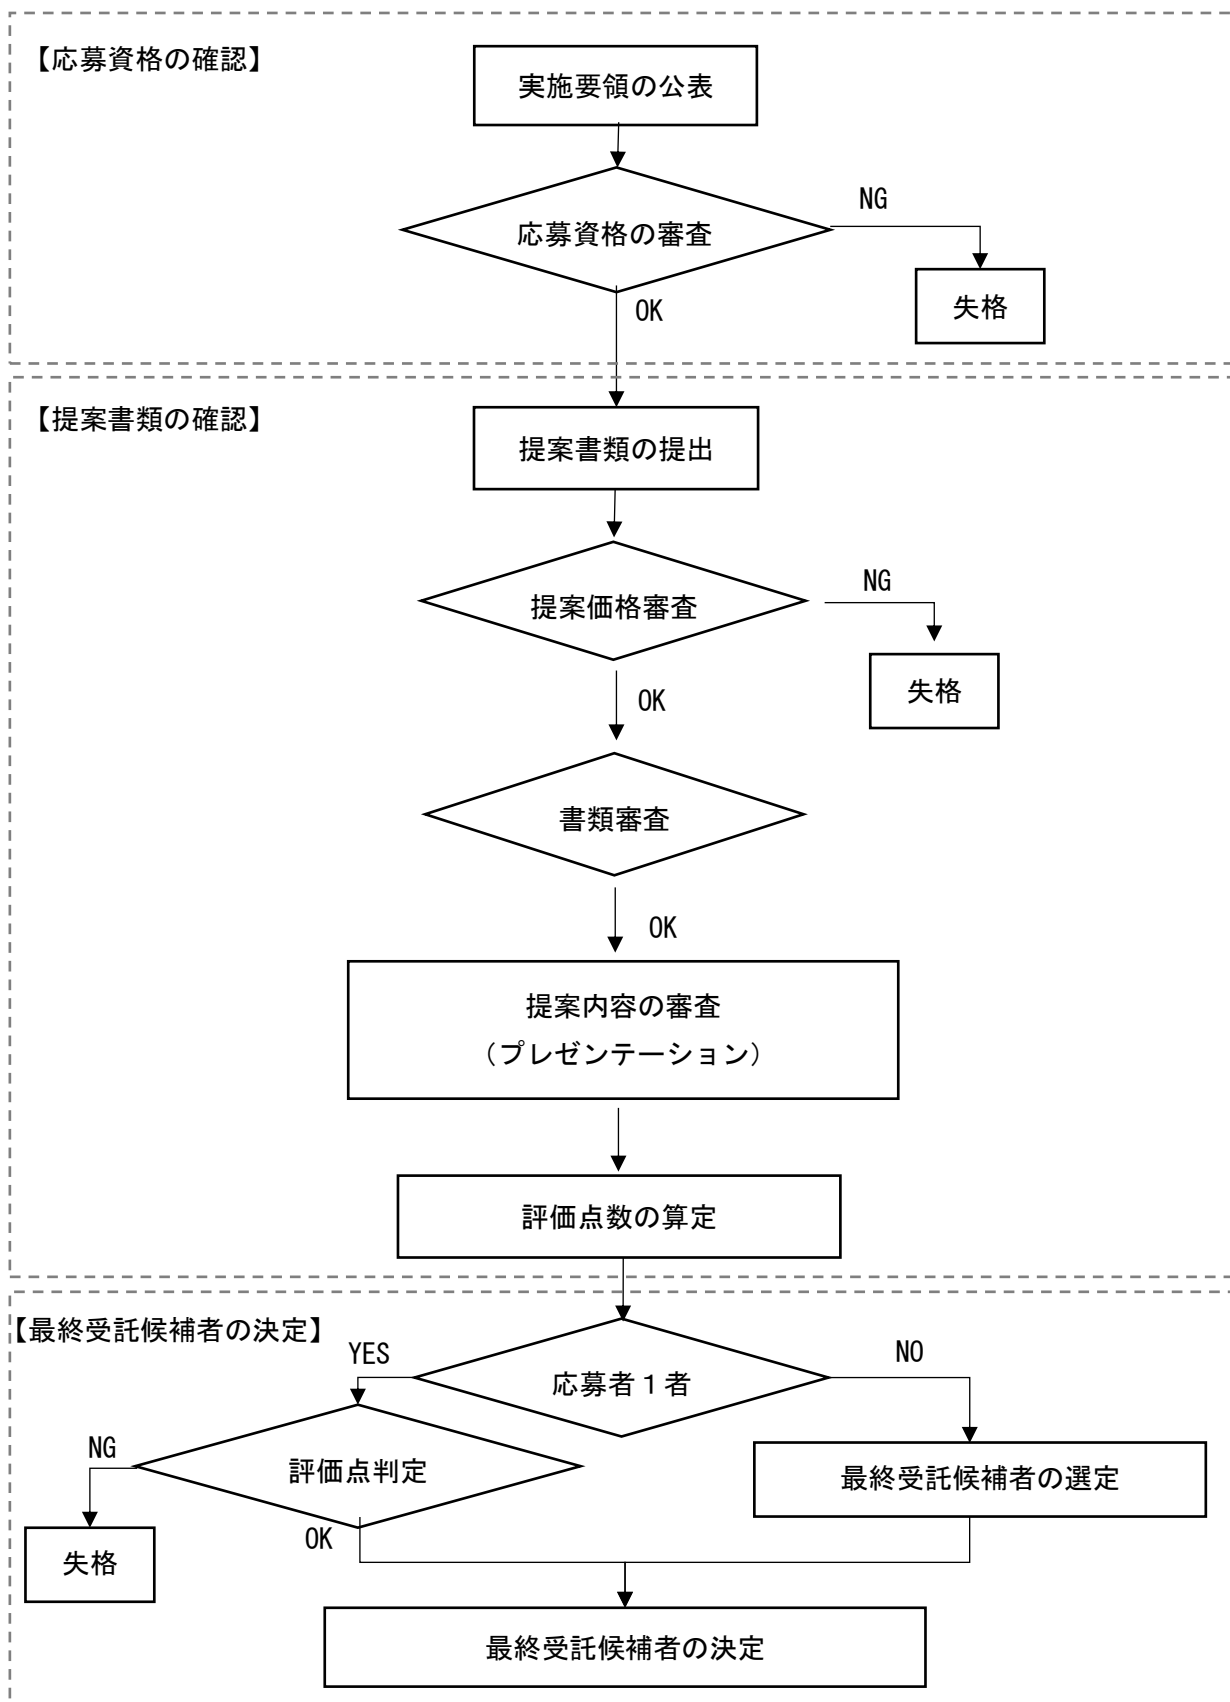 【応募資格の確認】
実施要領の公表
応募資格の審査
NG
失格
OK
【提案書類の確認】
提案書類の提出
提案価格審査
NG
失格
OK
書類審査
OK
提案内容の審査
（プレゼンテーション）
評価点数の算定
【最終受託候補者の決定】
YES
応募者１者
NO
NG
評価点判定
最終受託候補者の選定
失格
OK
最終受託候補者の決定